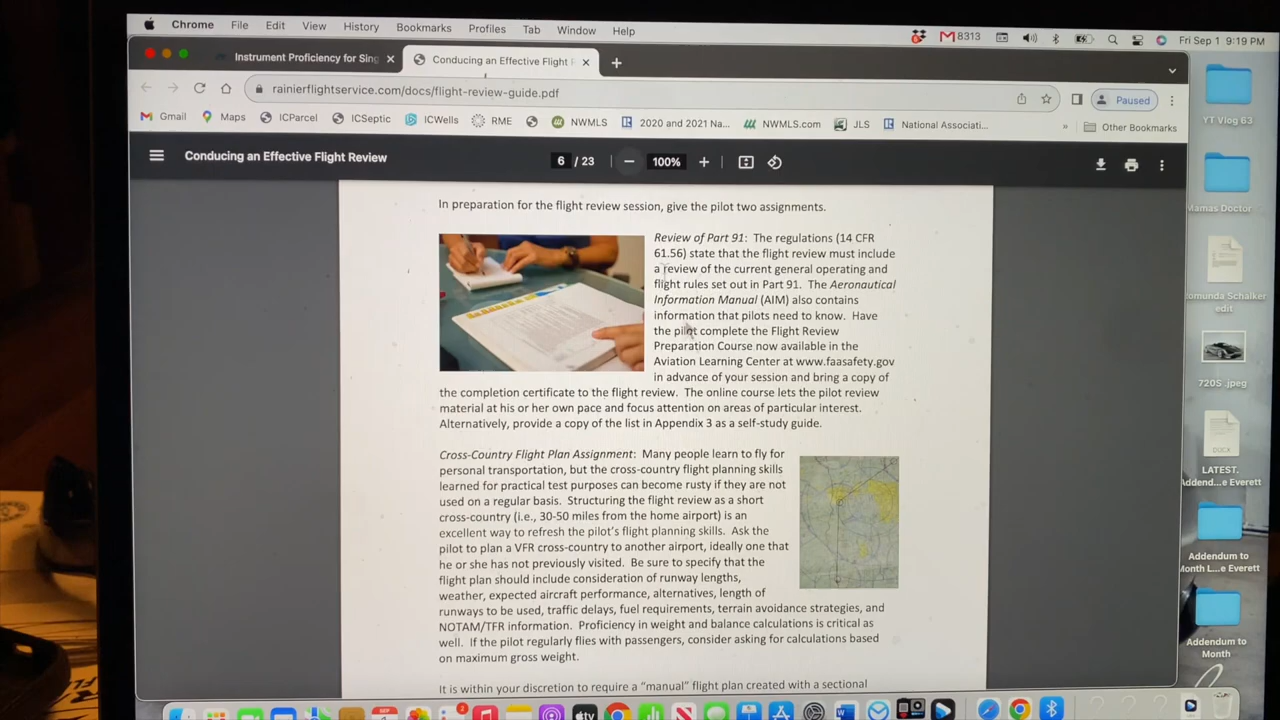 Chrome File Edit View History Bookmarks Profiles Tab Window Help 8313 Fri Sep 1 9:19 PM
Instrument Proficiency for Sing Conducing an Effective Flight
rainierflightservice.com/docs/flight-review-guide.pdf Paused
Gmail Maps ICParcel ICSeptic ICWells RME NWMLS 2020 and 2021 Na... NWMLS.com JLS National Associati... » Other Bookmarks
Conducing an Effective Flight Review 6 / 23 100%
In preparation for the flight review session, give the pilot two assignments.
Review of Part 91: The regulations (14 CFR
61.56) state that the flight review must include
a review of the current general operating and
flight rules set out in Part 91. The Aeronautical
Information Manual (AIM) also contains
information that pilots need to know. Have
the pilot complete the Flight Review
Preparation Course now available in the
Aviation Learning Center at www.faasafety.gov
in advance of your session and bring a copy of
the completion certificate to the flight review. The online course lets the pilot review
material at his or her own pace and focus attention on areas of particular interest.
Alternatively, provide a copy of the list in Appendix 3 as a self-study guide.
Cross-Country Flight Plan Assignment: Many people learn to fly for
personal transportation, but the cross-country flight planning skills
learned for practical test purposes can become rusty if they are not
used on a regular basis. Structuring the flight review as a short
cross-country (i.e., 30-50 miles from the home airport) is an
excellent way to refresh the pilot's flight planning skills. Ask the
pilot to plan a VFR cross-country to another airport, ideally one that
he or she has not previously visited. Be sure to specify that the
flight plan should include consideration of runway lengths,
weather, expected aircraft performance, alternatives, length of
runways to be used, traffic delays, fuel requirements, terrain avoidance strategies, and
NOTAM/TFR information. Proficiency in weight and balance calculations is critical as
well. If the pilot regularly flies with passengers, consider asking for calculations based
on maximum gross weight.
It is within your discretion to require a "manual" flight plan created with a sectional
YT Vlog 63
Mamas Doctor
omunda Schalker
edit
720S .jpeg
DUCA
LATEST.
Addend...e Everett
Addendum to
Month L...e Everett
Addendum to
Month
SEP
2
tv